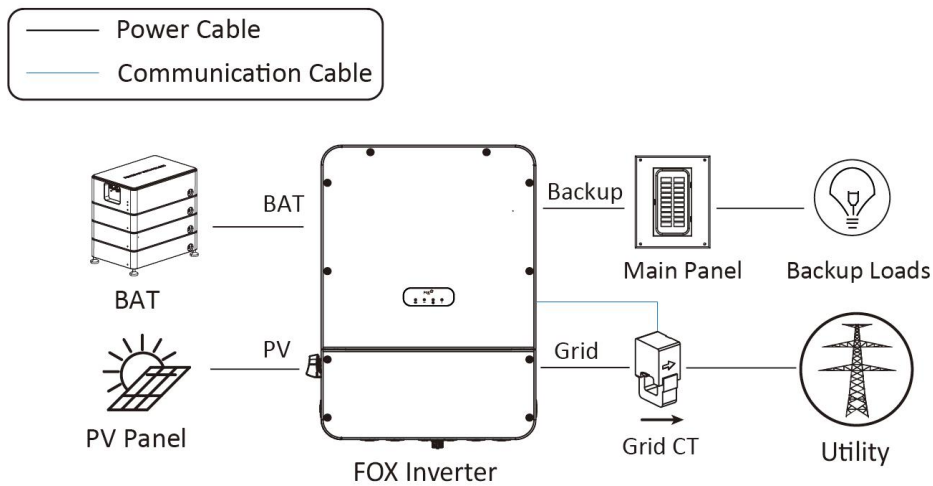 Power Cable
Communication Cable
BAT
Backup
Main Panel
Backup Loads
BAT
PV
Grid
PV Panel
Grid CT
Utility
FOX Inverter